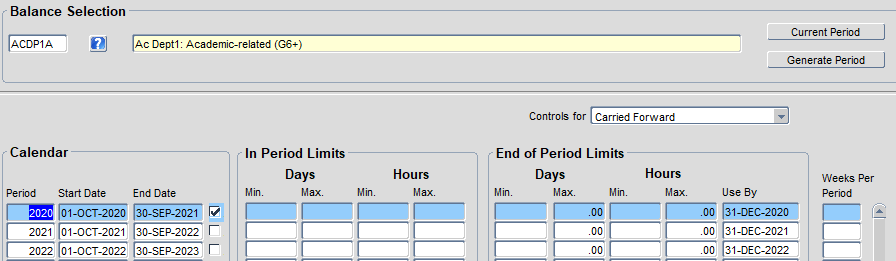 Balance Selection
ACDP1A ? Ac Dept1: Academic-related (G6+) Current Period
Generate Period
Controls for Carried Forward
Calendar In Period Limits End of Period Limits
Days Hours Days Hours
Weeks Per
Period Start Date End Date Min. Max. Min. Max. Min. Max. Min. Max. Use By Period
2020 01-OCT-2020 30-SEP-2021 .00 .00 31-DEC-2020
2021 01-OCT-2021 30-SEP-2022 .00 .00 31-DEC-2021
2022 01-OCT-2022 30-SEP-2023 .00 .00 31-DEC-2022